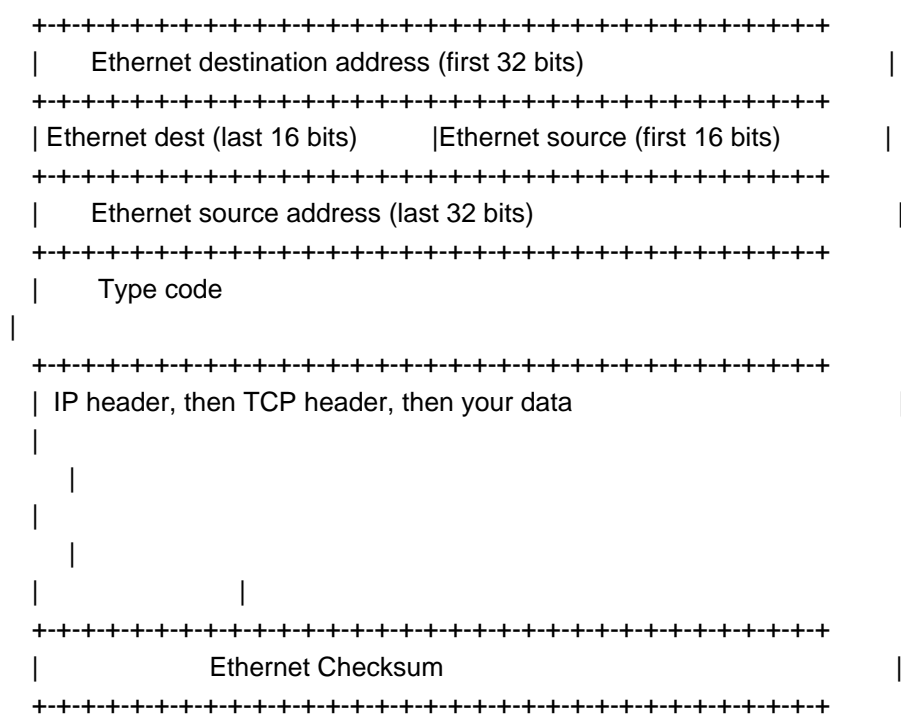 +-+-+-+-+-+-+-+-+-+-+-+-+-+-+-+-+-+-+-+-+-+-+-+-+-+-+-+-+-+-+-+-+
| Ethernet destination address (first 32 bits) |
+-+-+-+-+-+-+-+-+-+-+-+-+-+-+-+-+-+-+-+-+-+-+-+-+-+-+-+-+-+-+-+-+
| Ethernet dest (last 16 bits) |Ethernet source (first 16 bits) |
+-+-+-+-+-+-+-+-+-+-+-+-+-+-+-+-+-+-+-+-+-+-+-+-+-+-+-+-+-+-+-+-+
| Ethernet source address (last 32 bits) |
+-+-+-+-+-+-+-+-+-+-+-+-+-+-+-+-+-+-+-+-+-+-+-+-+-+-+-+-+-+-+-+-+
| Type code
|
+-+-+-+-+-+-+-+-+-+-+-+-+-+-+-+-+-+-+-+-+-+-+-+-+-+-+-+-+-+-+-+-+
| IP header, then TCP header, then your data |
|
|
|
|
| |
+-+-+-+-+-+-+-+-+-+-+-+-+-+-+-+-+-+-+-+-+-+-+-+-+-+-+-+-+-+-+-+-+
| Ethernet Checksum |
+-+-+-+-+-+-+-+-+-+-+-+-+-+-+-+-+-+-+-+-+-+-+-+-+-+-+-+-+-+-+-+-+